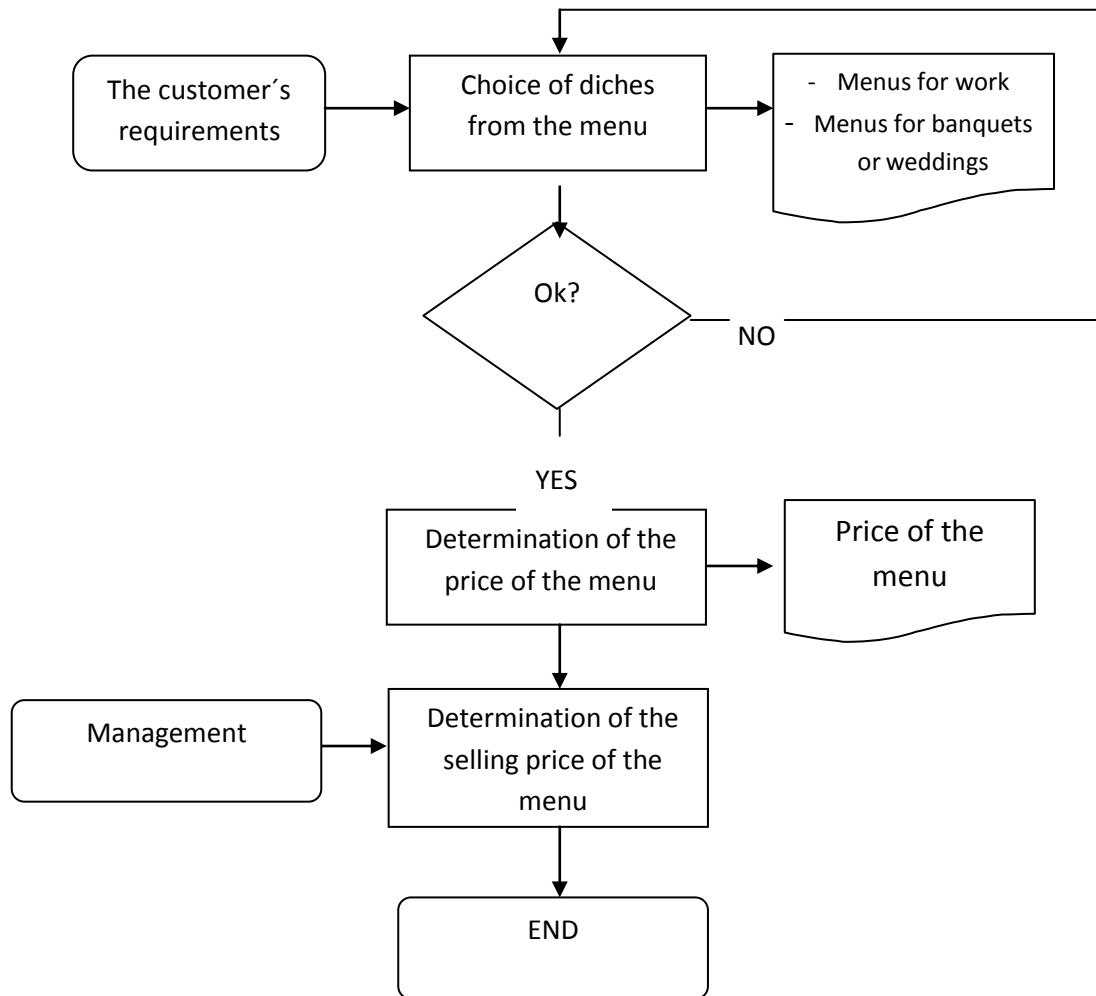 The customer´s
requirements
Choice of diches
from the menu
- Menus for work
- Menus for banquets
or weddings
Ok?
NO
YES
Determination of the
price of the menu
Price of the
menu
Management
Determination of the
selling price of the
menu
END